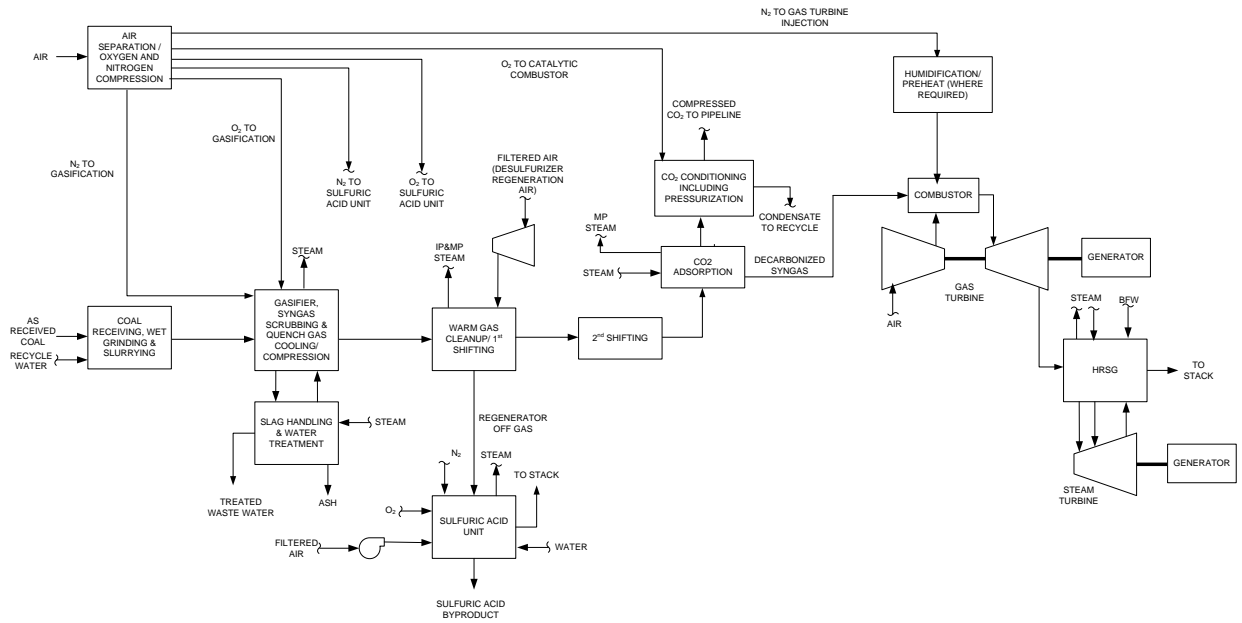 N₂ TO GAS TURBINE
INJECTION
AIR
SEPARATION /
OXYGEN AND
NITROGEN
COMPRESSION
AIR
O₂ TO CATALYTIC
COMBUSTOR
HUMIDIFICATION/
PREHEAT (WHERE
REQUIRED)
COMPRESSED
CO₂ TO PIPELINE
O₂ TO
GASIFICATION
N₂ TO
GASIFICATION
FILTERED AIR
(DESULFURIZER
REGENERATION
AIR)
N₂ TO
SULFURIC
ACID UNIT
O₂ TO
SULFURIC
ACID UNIT
CO₂ CONDITIONING
INCLUDING
PRESSURIZATION
COMBUSTOR
CONDENSATE
TO RECYCLE
MP
STEAM
STEAM
IP&MP
STEAM
STEAM
CO2
ADSORPTION
DECARBONIZED
SYNGAS
GENERATOR
GAS
TURBINE
AIR
STEAM
BFW
AS
RECEIVED
COAL
RECYCLE
WATER
COAL
RECEIVING, WET
GRINDING &
SLURRYING
GASIFIER,
SYNGAS
SCRUBBING &
QUENCH GAS
COOLING/
COMPRESSION
WARM GAS
CLEANUP/ 1ˢᵗ
SHIFTING
2ⁿᵈ SHIFTING
HRSG
TO
STACK
SLAG HANDLING
& WATER
TREATMENT
STEAM
REGENERATOR
OFF GAS
N₂
STEAM
TO STACK
GENERATOR
STEAM
TURBINE
TREATED
WASTE WATER
ASH
O₂
SULFURIC ACID
UNIT
FILTERED
AIR
WATER
SULFURIC ACID
BYPRODUCT